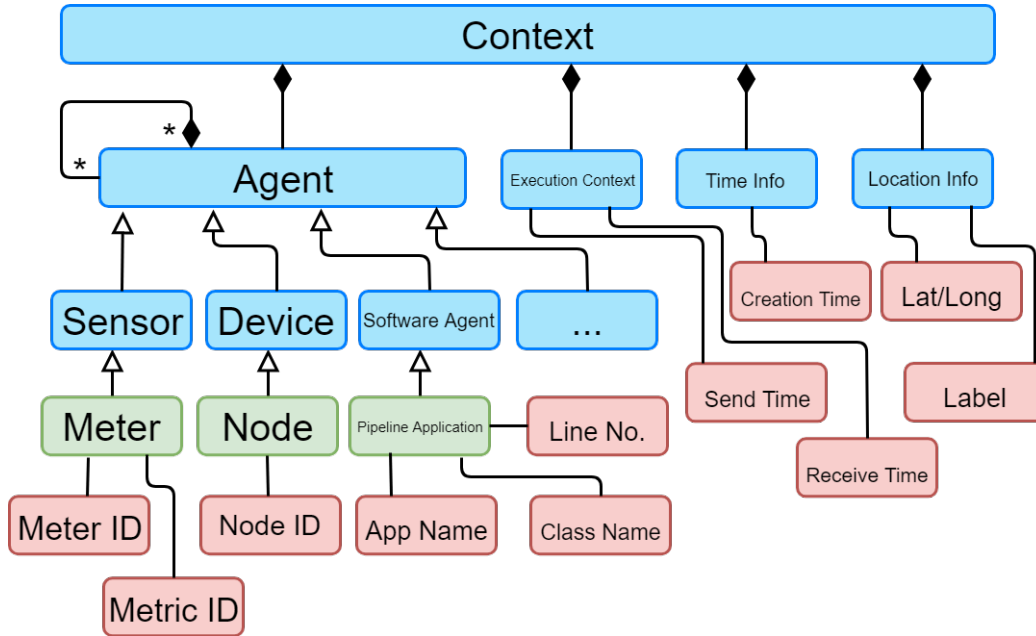 Context
*
*
Agent
Execution Context
Time Info
Location Info
Sensor
Device
Software Agent
...
Creation Time
Lat/Long
Meter
Node
Pipeline Application
Line No.
Send Time
Label
Receive Time
Meter ID
Node ID
App Name
Class Name
Metric ID